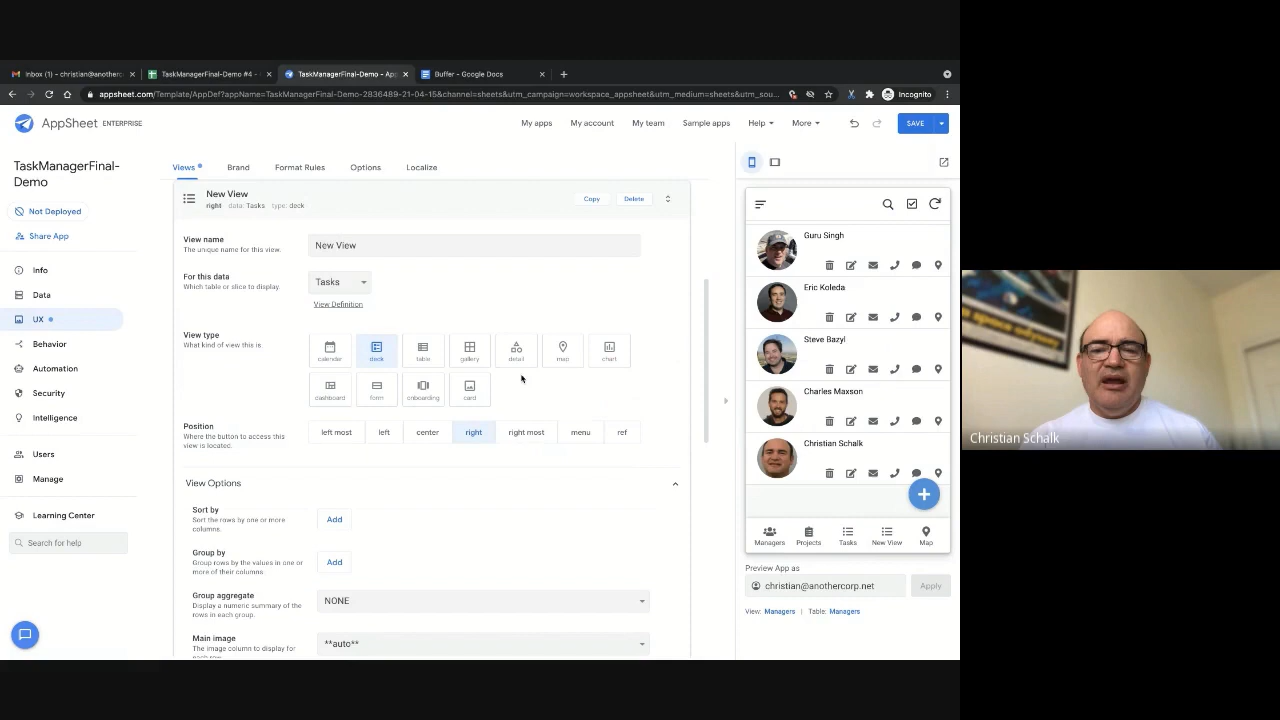 Inbox (1) - christian@anotherc
TaskManagerFinal-Demo #4 -
TaskManagerFinal-Demo - App
Buffer - Google Docs
appsheet.com/Template/AppDef?appName=TaskManagerFinal-Demo-2836489-21-04-15&channel=sheets&utm_campaign=workspace_appsheet&utm_medium=sheets&utm_sou...
Incognito
AppSheet ENTERPRISE
My apps
My account
My team
Sample apps
Help
More
SAVE
TaskManagerFinal-
Demo
Not Deployed
Share App
Info
Data
UX
Behavior
Automation
Security
Intelligence
Users
Manage
Learning Center
Search for help
Views
Brand
Format Rules
Options
Localize
New View
right data: Tasks type: deck
Copy
Delete
View name
The unique name for this view.
New View
For this data
Which table or slice to display.
Tasks
View Definition
View type
What kind of view this is.
calendar
deck
table
gallery
detail
map
chart
dashboard
form
onboarding
card
Position
Where the button to access this
view is located.
left most
left
center
right
right most
menu
ref
View Options
Sort by
Sort the rows by one or more
columns.
Add
Group by
Group rows by the values in one or
more of their columns.
Add
Group aggregate
Display a numeric summary of the
rows in each group.
NONE
Main image
The image column to display for
each row.
**auto**
Guru Singh
Eric Koleda
Steve Bazyl
Charles Maxson
Christian Schalk
Managers
Projects
Tasks
New View
Map
Preview App as
christian@anothercorp.net
Apply
View: Managers | Table: Managers
Christian Schalk